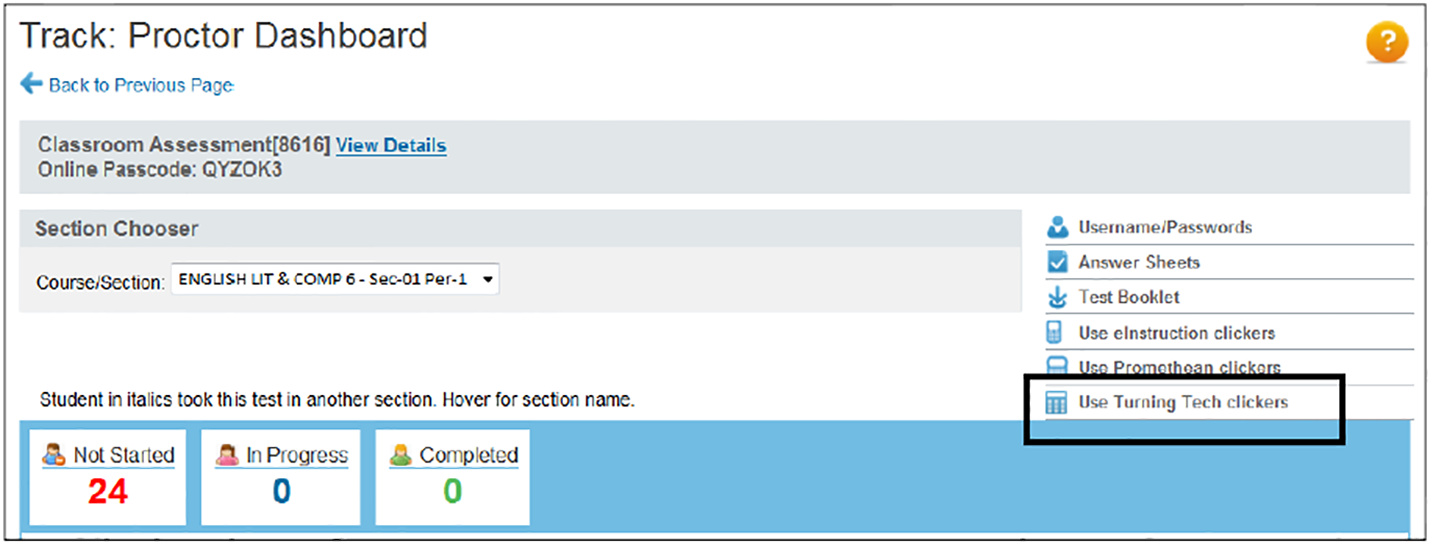 Track: Proctor Dashboard
?
Back to Previous Page
Classroom Assessment[8616] View Details
Online Passcode: QYZOK3
Section Chooser
Course/Section: ENGLISH LIT & COMP 6 - Sec-01 Per-1
Username/Passwords
Answer Sheets
Test Booklet
Use eInstruction clickers
Use Promethean clickers
Use Turning Tech clickers
Student in italics took this test in another section. Hover for section name.
Not Started In Progress Completed
24 0 0